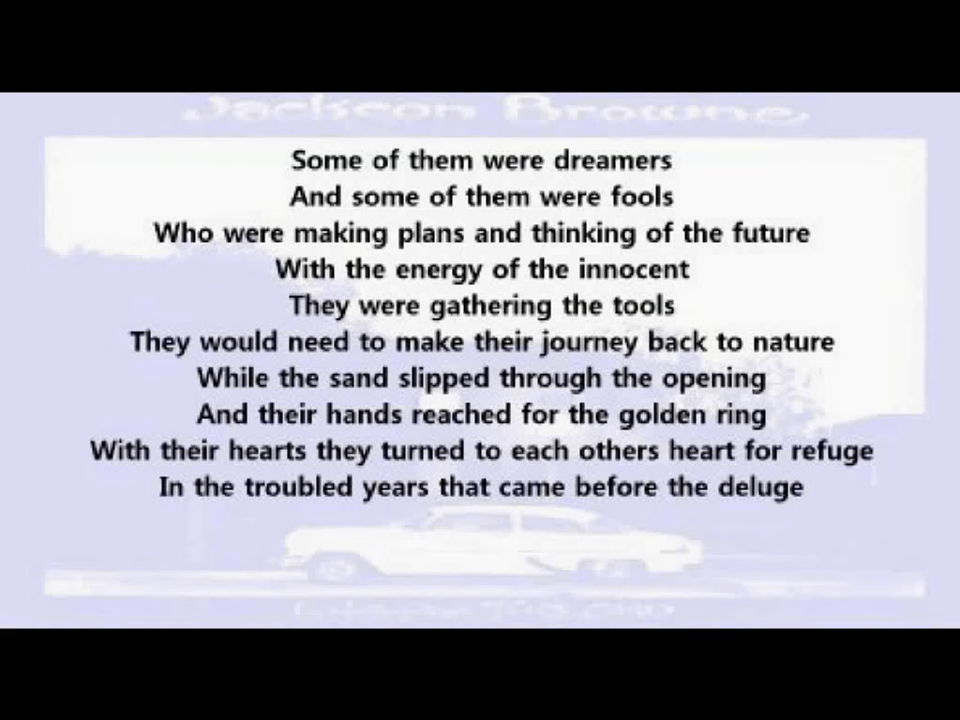 Jackson Browne
Some of them were dreamers
And some of them were fools
Who were making plans and thinking of the future
With the energy of the innocent
They were gathering the tools
They would need to make their journey back to nature
While the sand slipped through the opening
And their hands reached for the golden ring
With their hearts they turned to each others heart for refuge
In the troubled years that came before the deluge